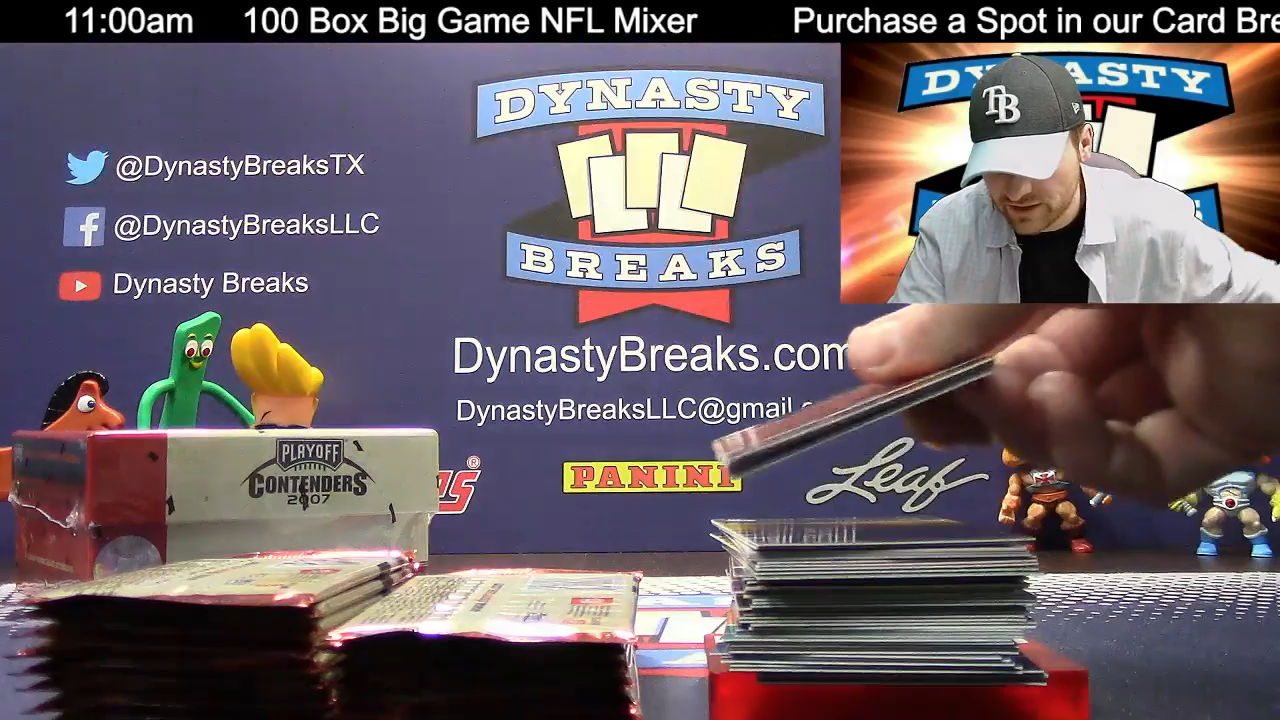 11:00am 100 Box Big Game NFL Mixer Purchase a Spot in our Card Bre
DYNASTY
BREAKS
@DynastyBreaksTX
@DynastyBreaksLLC
Dynasty Breaks
DynastyBreaks.com
DynastyBreaksLLC@gmail
PANINI
Leaf
PLAYOFF
CONTENDERS
2007
DYNASTY
TB